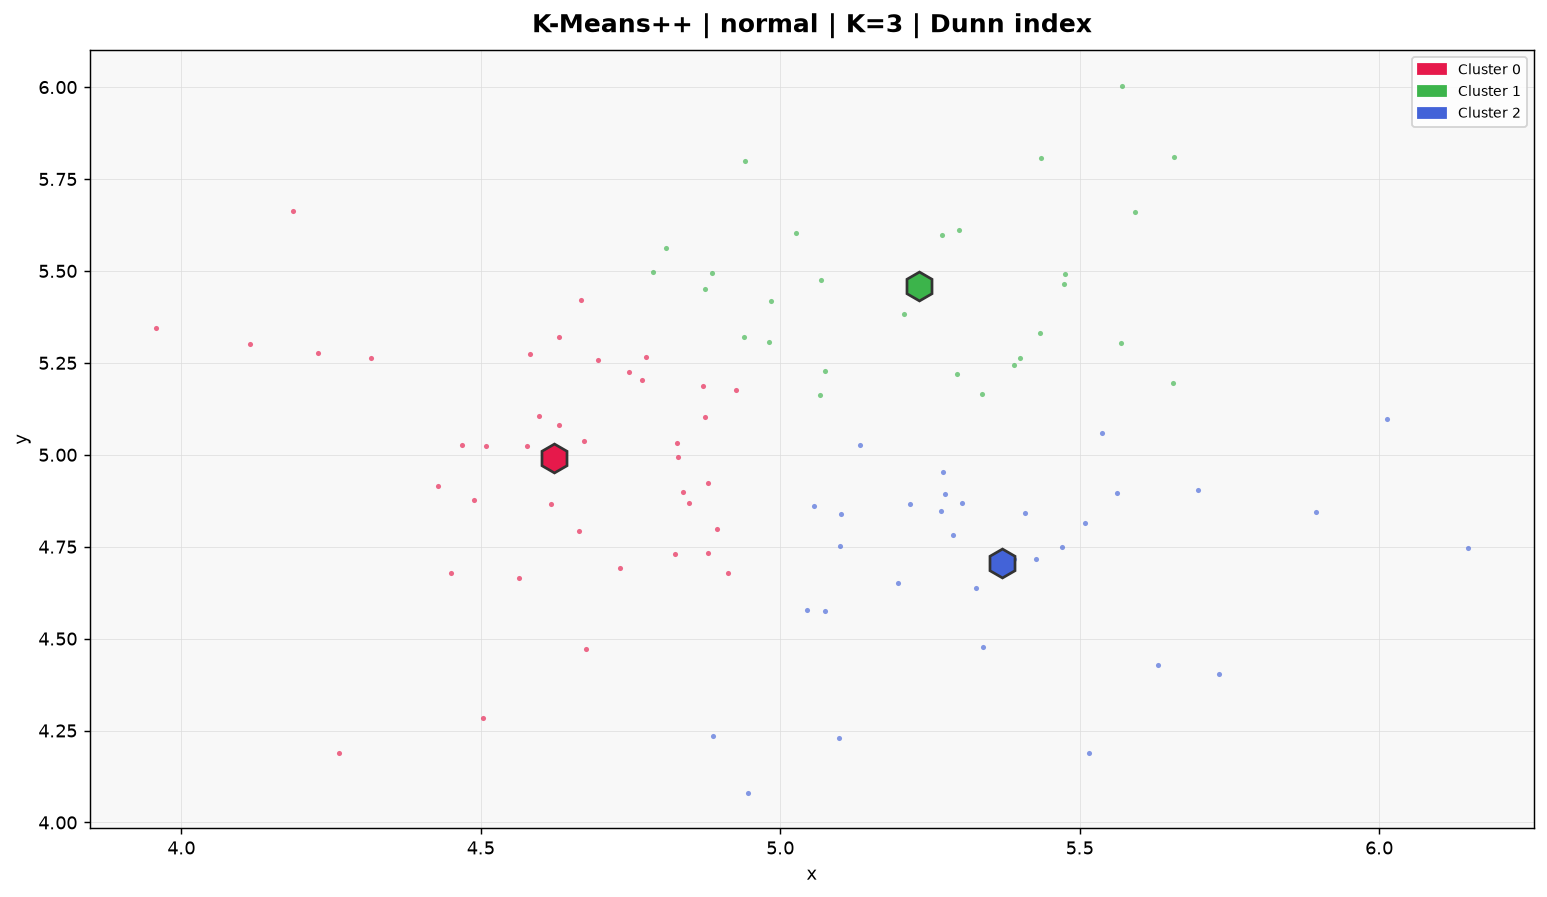 K-Means++ | normal | K=3 | Dunn index
Cluster 0
Cluster 1
Cluster 2
6.00
5.75
5.50
5.25
5.00
4.75
4.50
4.25
4.00
y
4.0
4.5
5.0
5.5
6.0
x